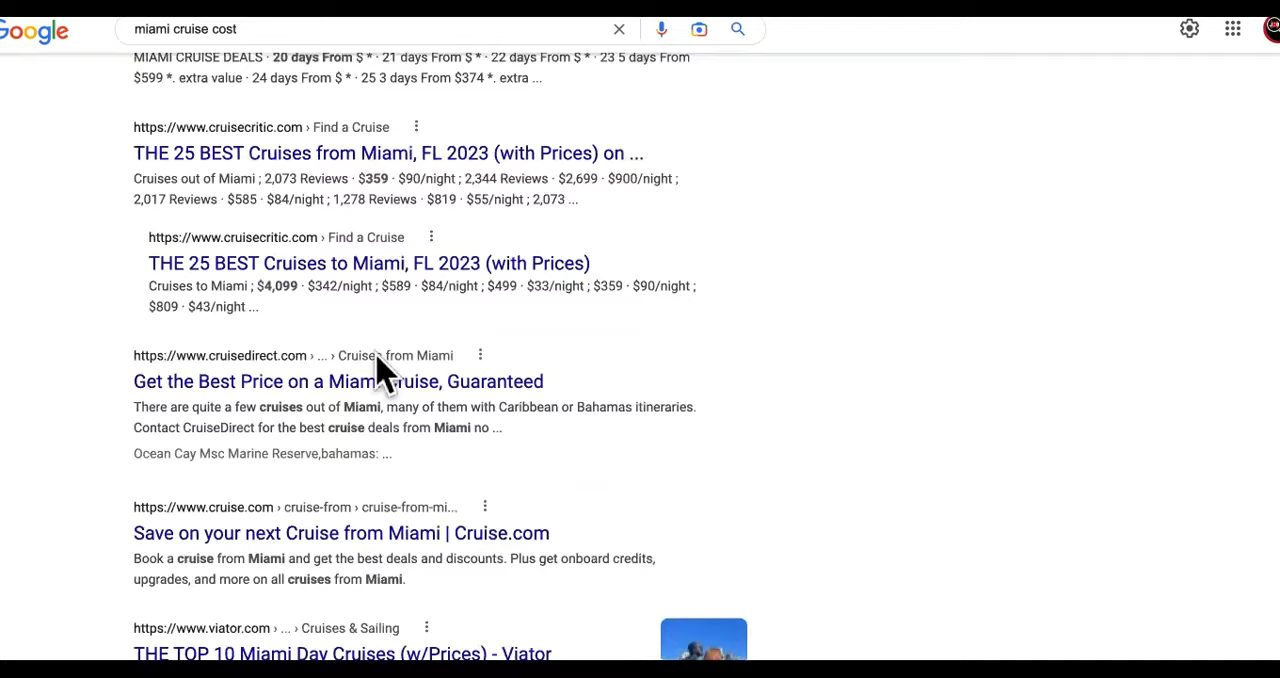 Google
miami cruise cost
MIAMI CRUISE DEALS · 20 days From $ * · 21 days From $ * · 22 days From $ * · 23 5 days From
$599 *. extra value · 24 days From $ * · 25 3 days From $374 *. extra ...
https://www.cruisecritic.com › Find a Cruise
THE 25 BEST Cruises from Miami, FL 2023 (with Prices) on ...
Cruises out of Miami ; 2,073 Reviews · $359 · $90/night ; 2,344 Reviews · $2,699 · $900/night ;
2,017 Reviews · $585 · $84/night ; 1,278 Reviews · $819 · $55/night ; 2,073 ...
https://www.cruisecritic.com › Find a Cruise
THE 25 BEST Cruises to Miami, FL 2023 (with Prices)
Cruises to Miami ; $4,099 · $342/night ; $589 · $84/night ; $499 · $33/night ; $359 · $90/night ;
$809 · $43/night ...
https://www.cruisedirect.com › ... › Cruises from Miami
Get the Best Price on a Miami Cruise, Guaranteed
There are quite a few cruises out of Miami, many of them with Caribbean or Bahamas itineraries.
Contact CruiseDirect for the best cruise deals from Miami no ...
Ocean Cay Msc Marine Reserve,bahamas: ...
https://www.cruise.com › cruise-from › cruise-from-mi...
Save on your next Cruise from Miami | Cruise.com
Book a cruise from Miami and get the best deals and discounts. Plus get onboard credits,
upgrades, and more on all cruises from Miami.
https://www.viator.com › ... › Cruises & Sailing
THE TOP 10 Miami Day Cruises (w/Prices) - Viator